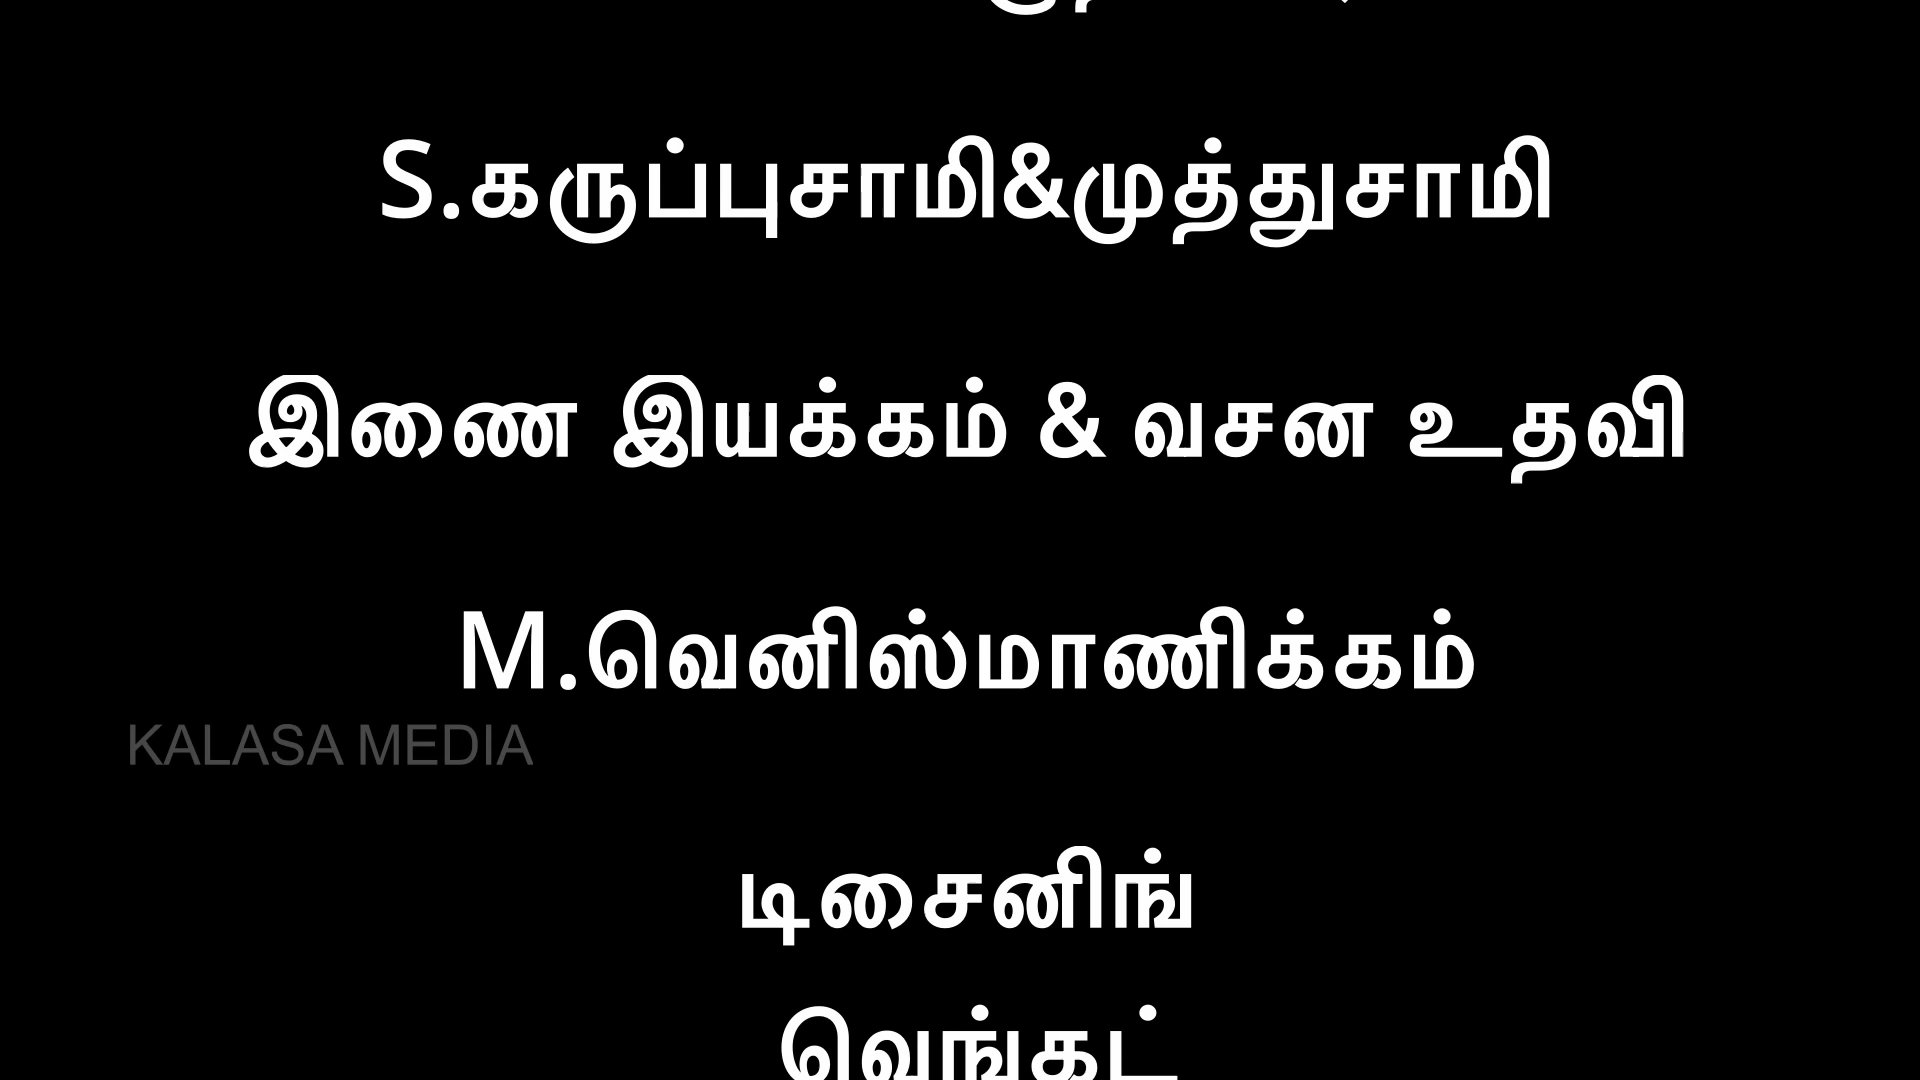 S.கருப்புசாமி&முத்துசாமி
இணை இயக்கம் & வசன உதவி
M.வெனிஸ்மாணிக்கம்
KALASA MEDIA
டிசைனிங்
வெங்கட்